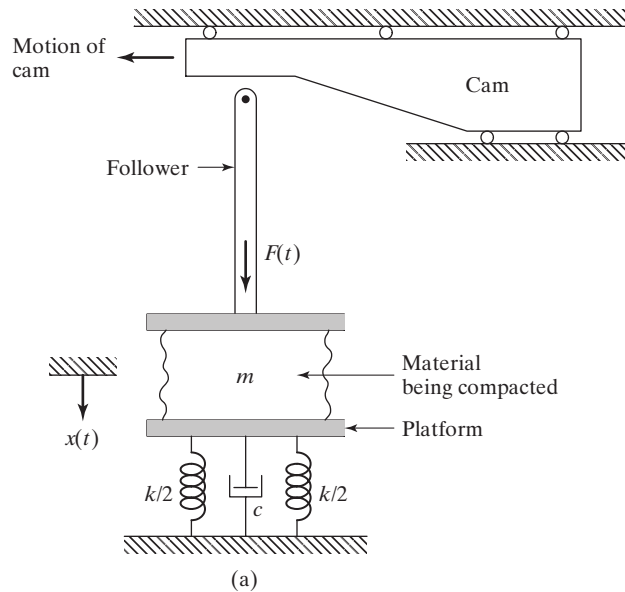 Motion of
cam
Cam
Follower
F(t)
m
Material
being compacted
x(t)
Platform
k/2
k/2
c
(a)